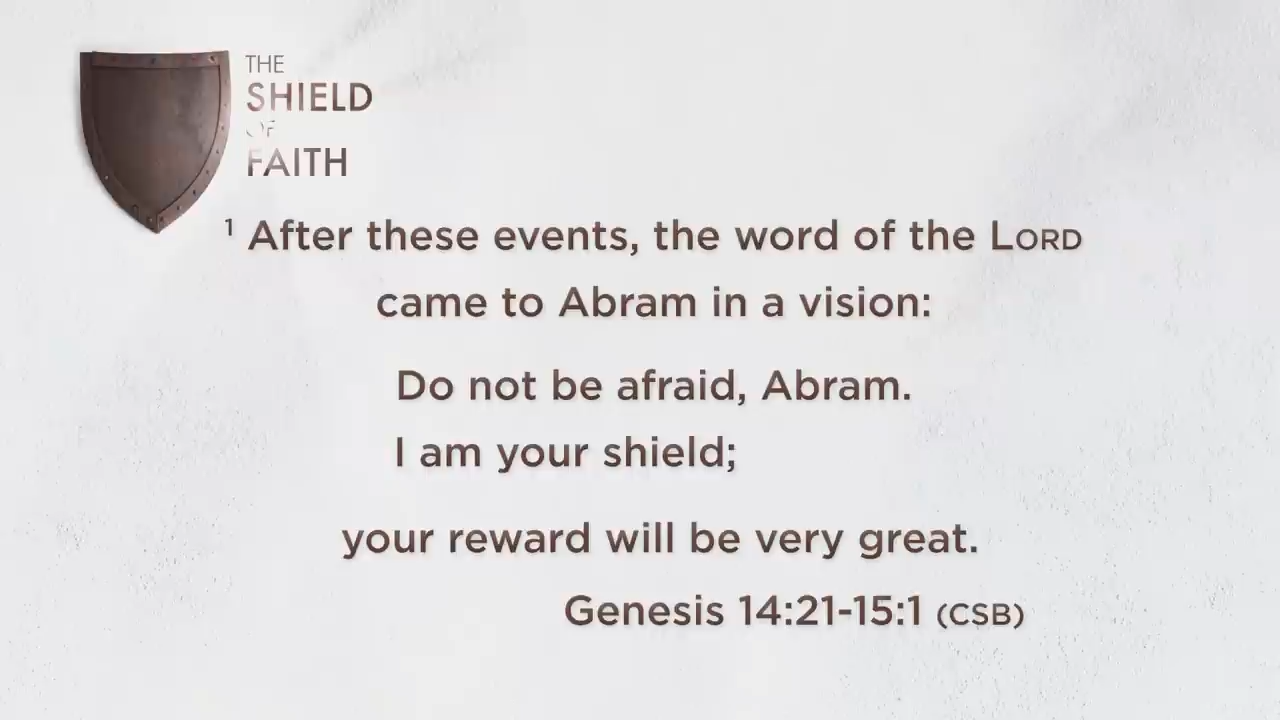 THE
SHIELD
OF
FAITH
¹ After these events, the word of the LORD
came to Abram in a vision:
Do not be afraid, Abram.
I am your shield;
your reward will be very great.
Genesis 14:21-15:1 (CSB)